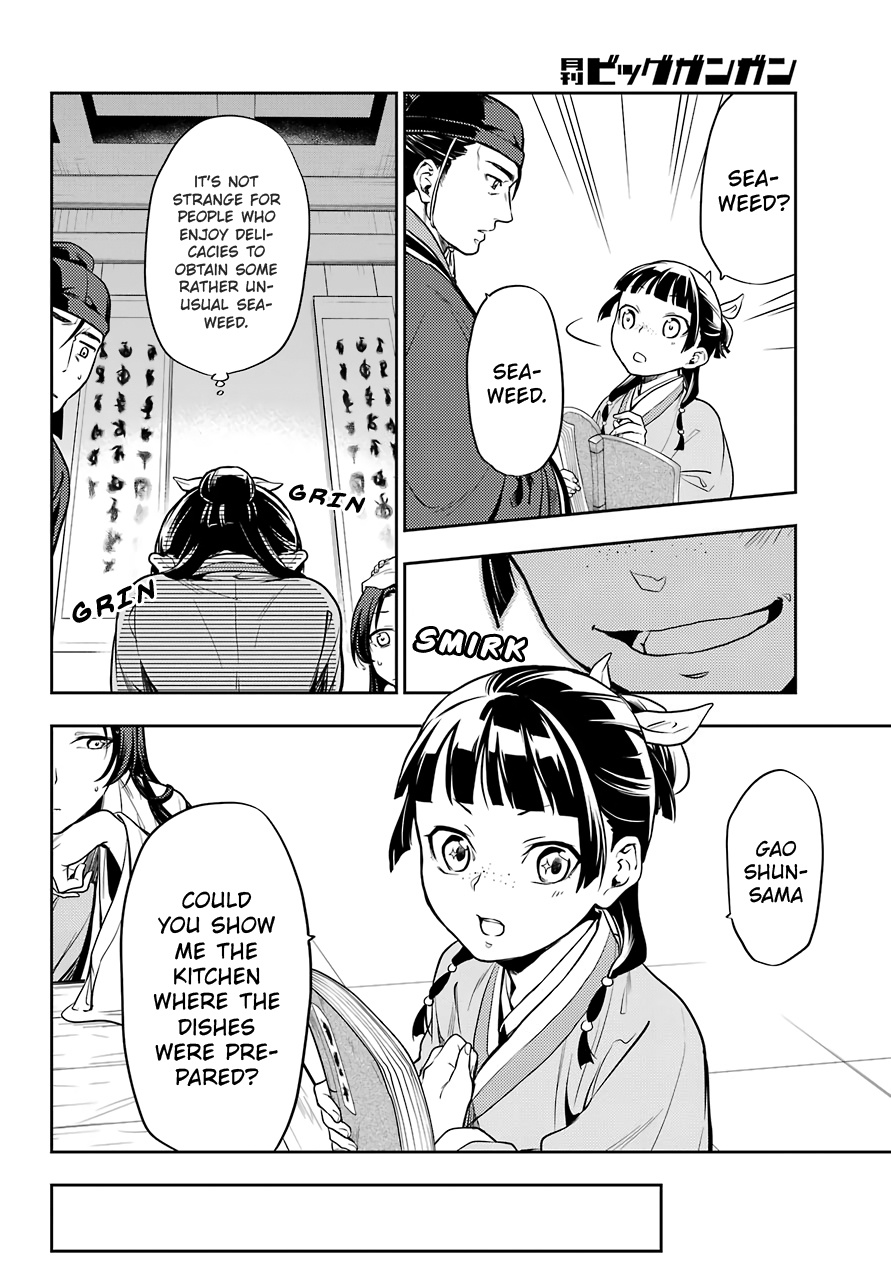 月刊ビッグガンガン
SEA-
WEED?
SEA-
WEED.
SMIRK
IT'S NOT
STRANGE FOR
PEOPLE WHO
ENJOY DELI-
CACIES TO
OBTAIN SOME
RATHER UN-
USUAL SEA-
WEED.
GRIN
GRIN
GAO
SHUN-
SAMA
COULD
YOU SHOW
ME THE
KITCHEN
WHERE THE
DISHES
WERE PRE-
PARED?